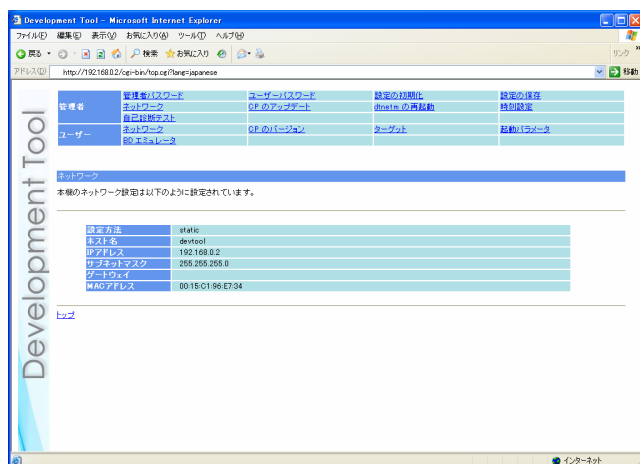 Development Tool - Microsoft Internet Explorer
ファイル(F) 編集(E) 表示(V) お気に入り(A) ツール(T) ヘルプ(H)
戻る 検索 お気に入り リンク »
アドレス(D) http://192.168.0.2/cgi-bin/top.cgi?lang=japanese 移動
Development Tool
管理者 管理者パスワード ユーザーパスワード 設定の初期化 設定の保存
ネットワーク CP のアップデート dtnetm の再起動 時刻設定
自己診断テスト
ユーザー ネットワーク CP のバージョン ターゲット 起動パラメータ
BD エミュレータ
ネットワーク
本機のネットワーク設定は以下のように設定されています。
設定方法 static
ホスト名 devtool
IPアドレス 192.168.0.2
サブネットマスク 255.255.255.0
ゲートウェイ
MACアドレス 00:15:C1:96:E7:34
トップ
インターネット